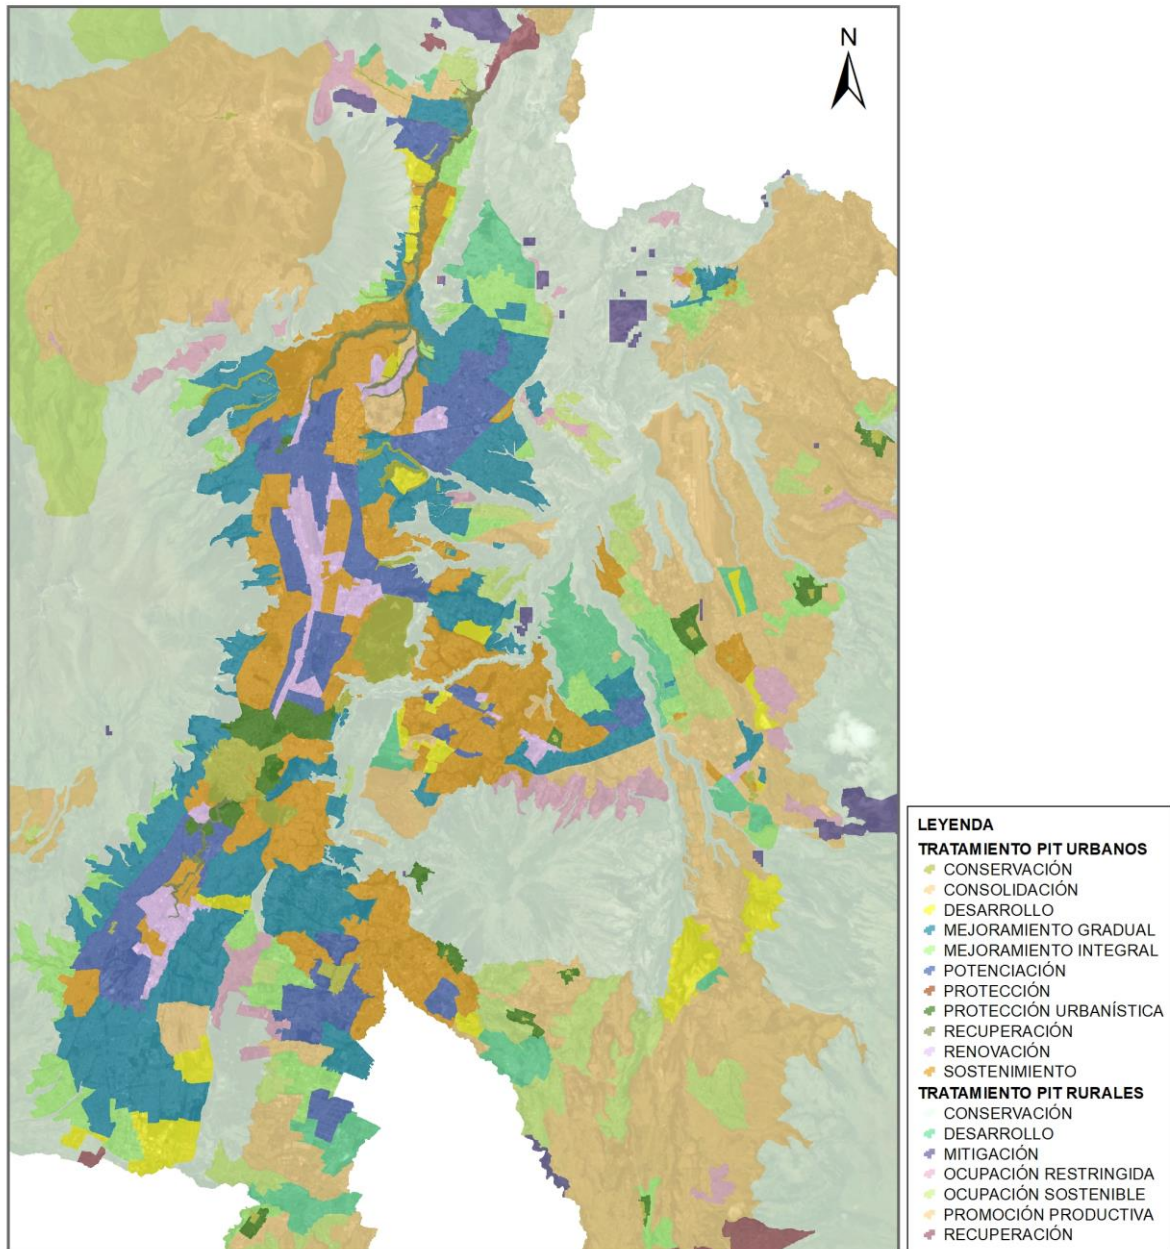 N
LEYENDA
TRATAMIENTO PIT URBANOS
CONSERVACIÓN
CONSOLIDACIÓN
DESARROLLO
MEJORAMIENTO GRADUAL
MEJORAMIENTO INTEGRAL
POTENCIACIÓN
PROTECCIÓN
PROTECCIÓN URBANÍSTICA
RECUPERACIÓN
RENOVACIÓN
SOSTENIMIENTO
TRATAMIENTO PIT RURALES
CONSERVACIÓN
DESARROLLO
MITIGACIÓN
OCUPACIÓN RESTRINGIDA
OCUPACIÓN SOSTENIBLE
PROMOCIÓN PRODUCTIVA
RECUPERACIÓN